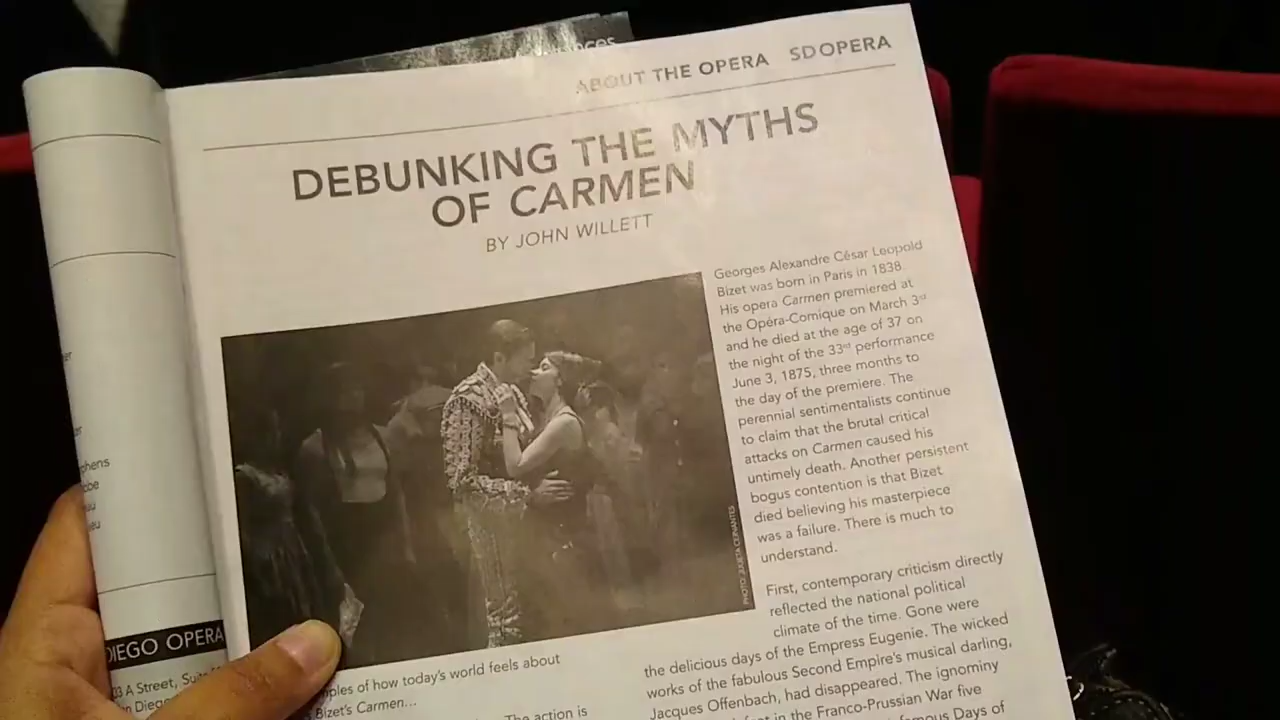 ABOUT THE OPERA SDOPERA
DEBUNKING THE MYTHS
OF CARMEN
BY JOHN WILLETT
Georges Alexandre César Leopold
Bizet was born in Paris in 1838.
His opera Carmen premiered at
the Opéra-Comique on March 3rd
and he died at the age of 37 on
the night of the 33rd performance
June 3, 1875, three months to
the day of the premiere. The
perennial sentimentalists continue
to claim that the brutal critical
attacks on Carmen caused his
untimely death. Another persistent
bogus contention is that Bizet
died believing his masterpiece
was a failure. There is much to
understand.
PHOTO: JULIETA CERVANTES
First, contemporary criticism directly
reflected the national political
climate of the time. Gone were
the delicious days of the Empress Eugenie. The wicked
works of the fabulous Second Empire's musical darling,
Jacques Offenbach, had disappeared. The ignominy
in the Franco-Prussian War five
Days of
ples of how today's world feels about
Bizet's Carmen...
The action is
DIEGO OPERA
A Street,
Diego